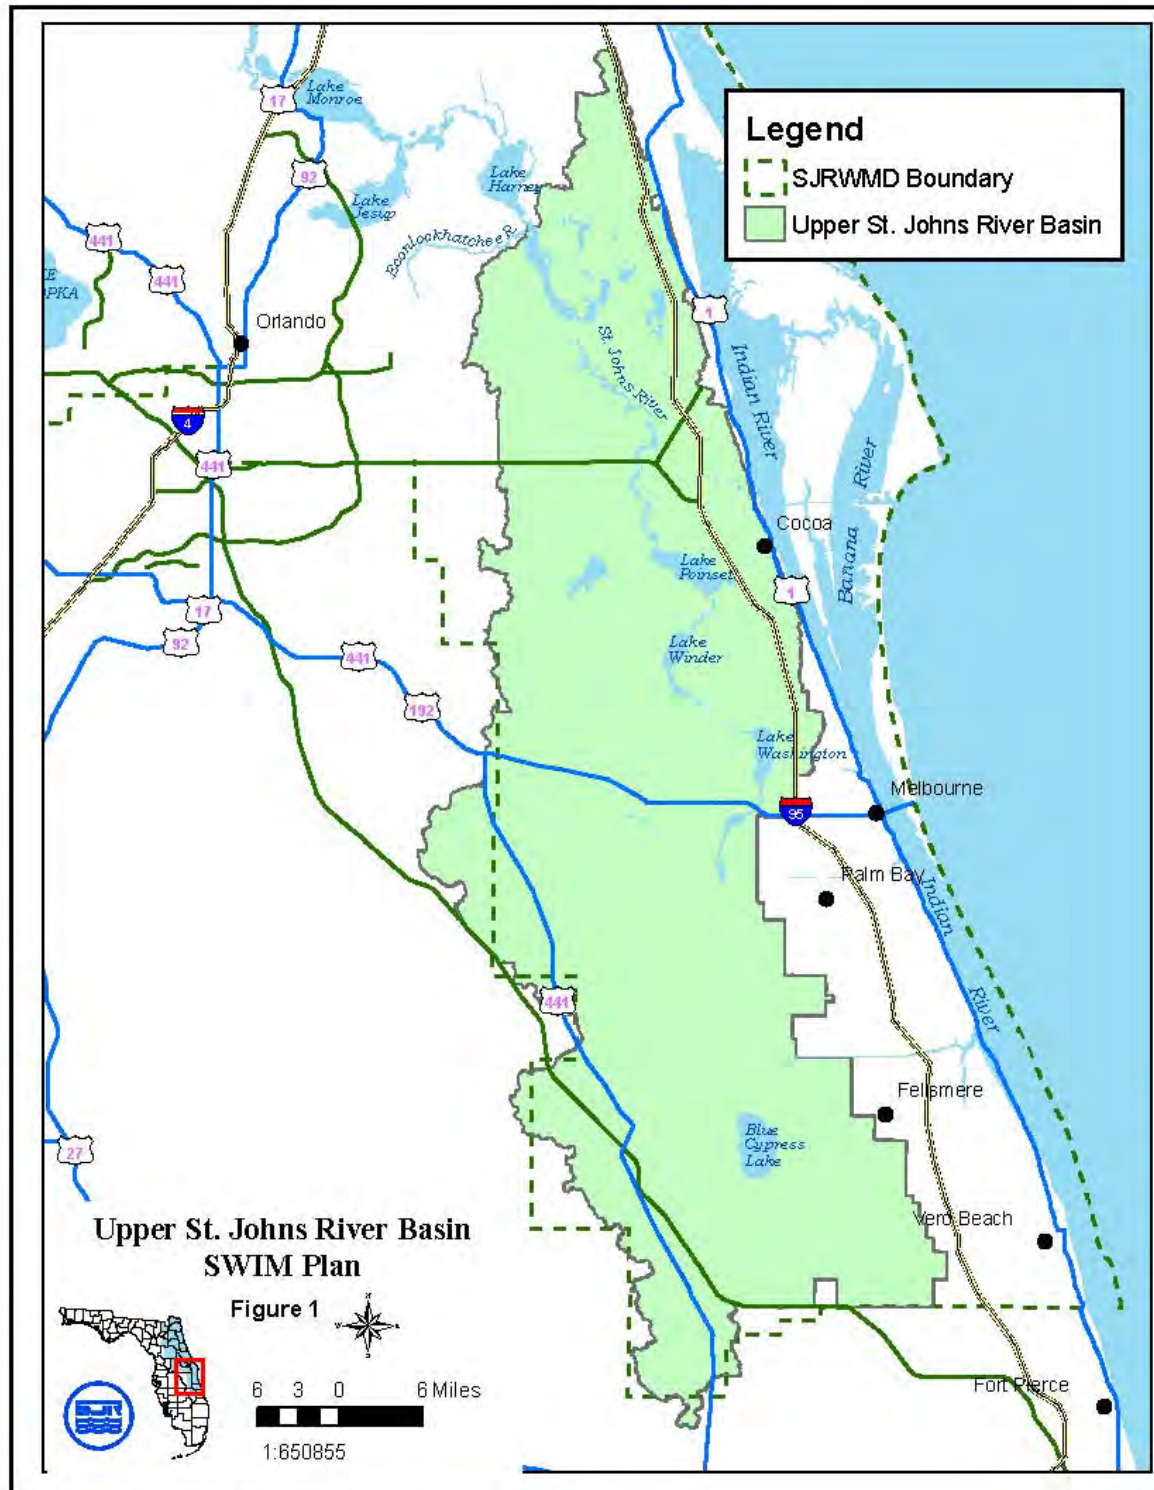 Legend
SJRWMD Boundary
Upper St. Johns River Basin
17
Lake
Monroe
92
Lake
Harney
Lake
Jesup
Econlockhatchee R.
441
441
Orlando
1
St. Johns River
Indian River
4
441
Banana River
Cocoa
Lake
Poinset
1
17
92
441
Lake
Winder
192
Lake
Washington
Melbourne
95
Palm Bay
Indian River
441
Fellsmere
Blue
Cypress
Lake
27
Vero Beach
Upper St. Johns River Basin
SWIM Plan
Figure 1
N
W
E
S
6 3 0 6 Miles
1:650855
SJR
Fort Pierce